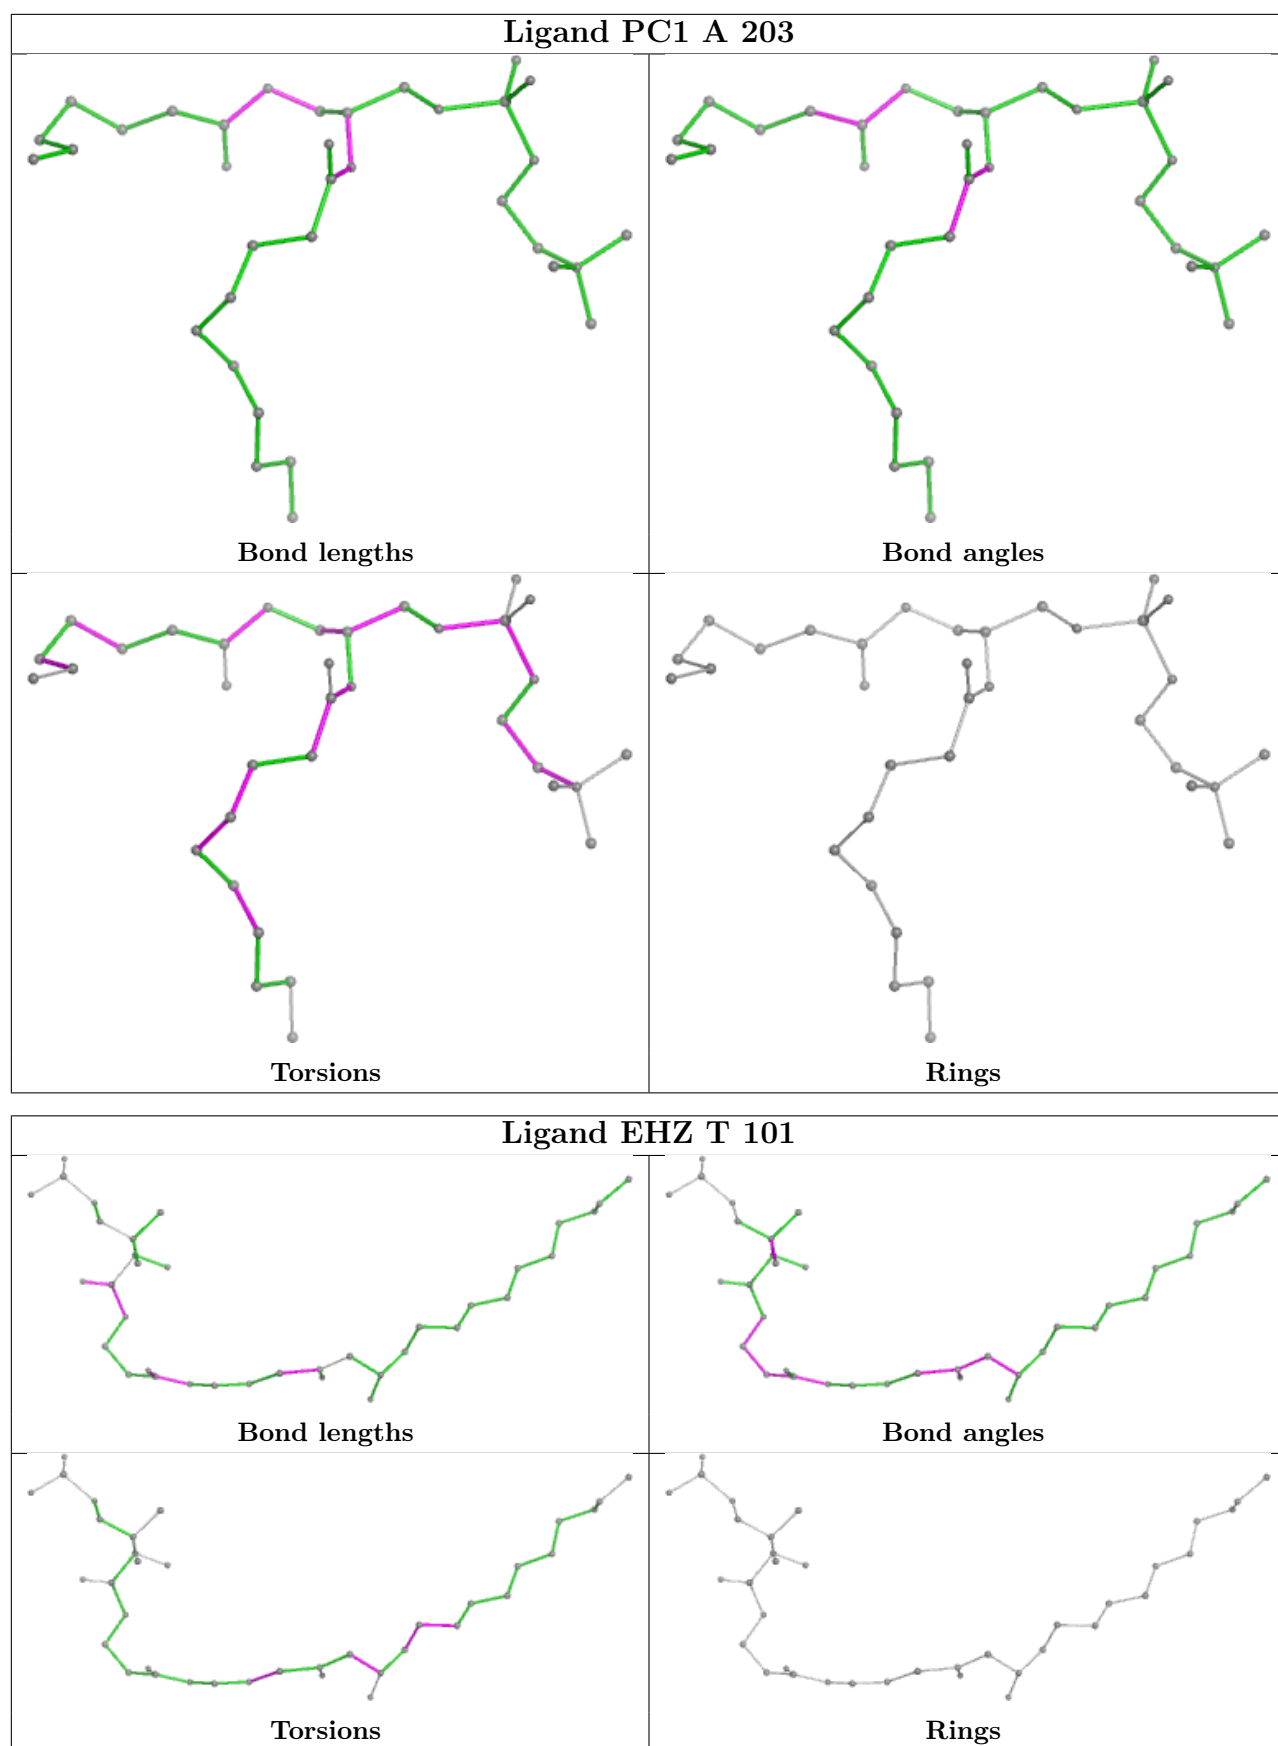 Ligand PC1 A 203
Bond lengths
Bond angles
Torsions
Rings
Ligand EHZ T 101
Bond lengths
Bond angles
Torsions
Rings